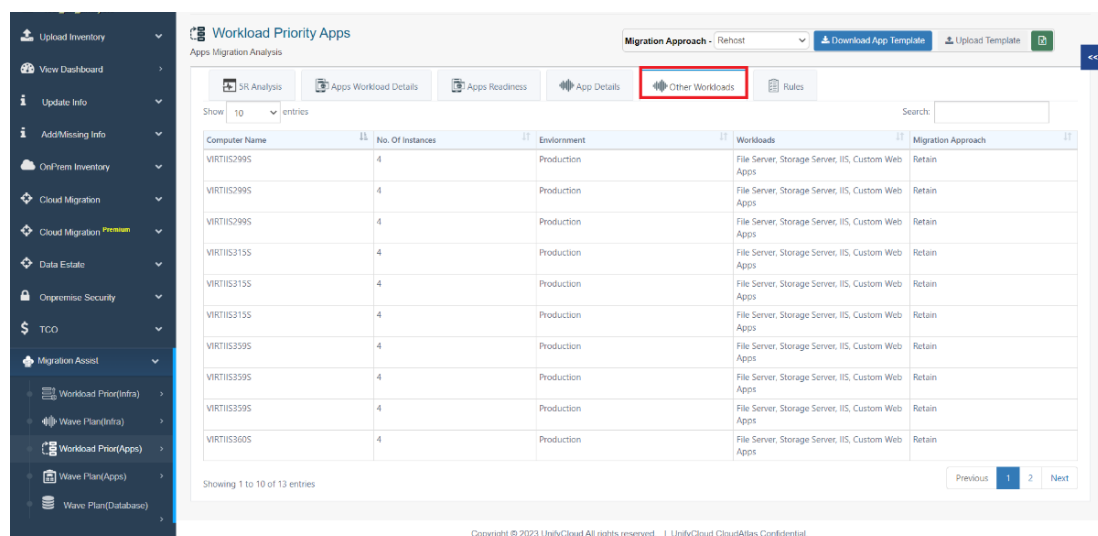 Upload Inventory
View Dashboard
Update Info
Add/Missing Info
OnPrem Inventory
Cloud Migration
Cloud Migration Premium
Data Estate
Onpremise Security
TCO
Migration Assist
Workload Prior(Infra)
Wave Plan(Infra)
Workload Prior(Apps)
Wave Plan(Apps)
Wave Plan(Database)
Workload Priority Apps
Apps Migration Analysis
Migration Approach - Rehost
Download App Template
Upload Template
<<
5R Analysis
Apps Workload Details
Apps Readiness
App Details
Other Workloads
Rules
Show 10 entries
Search:
Computer Name No. Of Instances Enviornment Workloads Migration Approach
VIRTIIS299S 4 Production File Server, Storage Server, IIS, Custom Web Retain
Apps
VIRTIIS299S 4 Production File Server, Storage Server, IIS, Custom Web Retain
Apps
VIRTIIS299S 4 Production File Server, Storage Server, IIS, Custom Web Retain
Apps
VIRTIIS315S 4 Production File Server, Storage Server, IIS, Custom Web Retain
Apps
VIRTIIS315S 4 Production File Server, Storage Server, IIS, Custom Web Retain
Apps
VIRTIIS315S 4 Production File Server, Storage Server, IIS, Custom Web Retain
Apps
VIRTIIS359S 4 Production File Server, Storage Server, IIS, Custom Web Retain
Apps
VIRTIIS359S 4 Production File Server, Storage Server, IIS, Custom Web Retain
Apps
VIRTIIS359S 4 Production File Server, Storage Server, IIS, Custom Web Retain
Apps
VIRTIIS360S 4 Production File Server, Storage Server, IIS, Custom Web Retain
Apps
Showing 1 to 10 of 13 entries
Previous 1 2 Next
Copyright © 2023 UnifyCloud All rights reserved. | UnifyCloud CloudAtlas Confidential